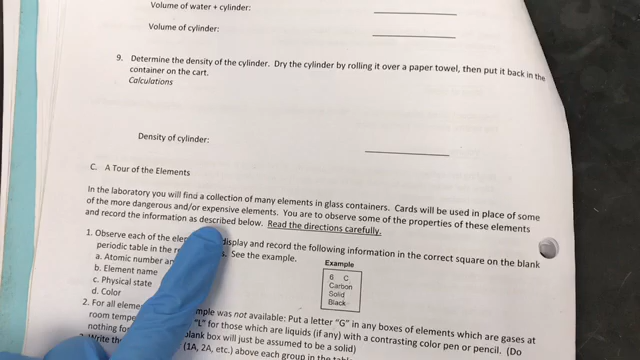 Volume of water + cylinder:
Volume of cylinder:
9. Determine the density of the cylinder. Dry the cylinder by rolling it over a paper towel, then put it back in the
container on the cart.
Calculations
Density of cylinder:
C. A Tour of the Elements
In the laboratory you will find a collection of many elements in glass containers. Cards will be used in place of some
of the more dangerous and/or expensive elements. You are to observe some of the properties of these elements
and record the information as described below. Read the directions carefully.
1. Observe each of the display and record the following information in the correct square on the blank
periodic table in the See the example.
a. Atomic number
b. Element name
c. Physical state
d. Color
Example
6 C
Carbon
Solid
Black
2. For all was not available: Put a letter "G" in any boxes of elements which are gases at
room "L" for those which are liquids (if any) with a contrasting color pen or pencil. (Do
nothing blank box will just be assumed to be a solid)
(1A, 2A, etc.) above each group in the